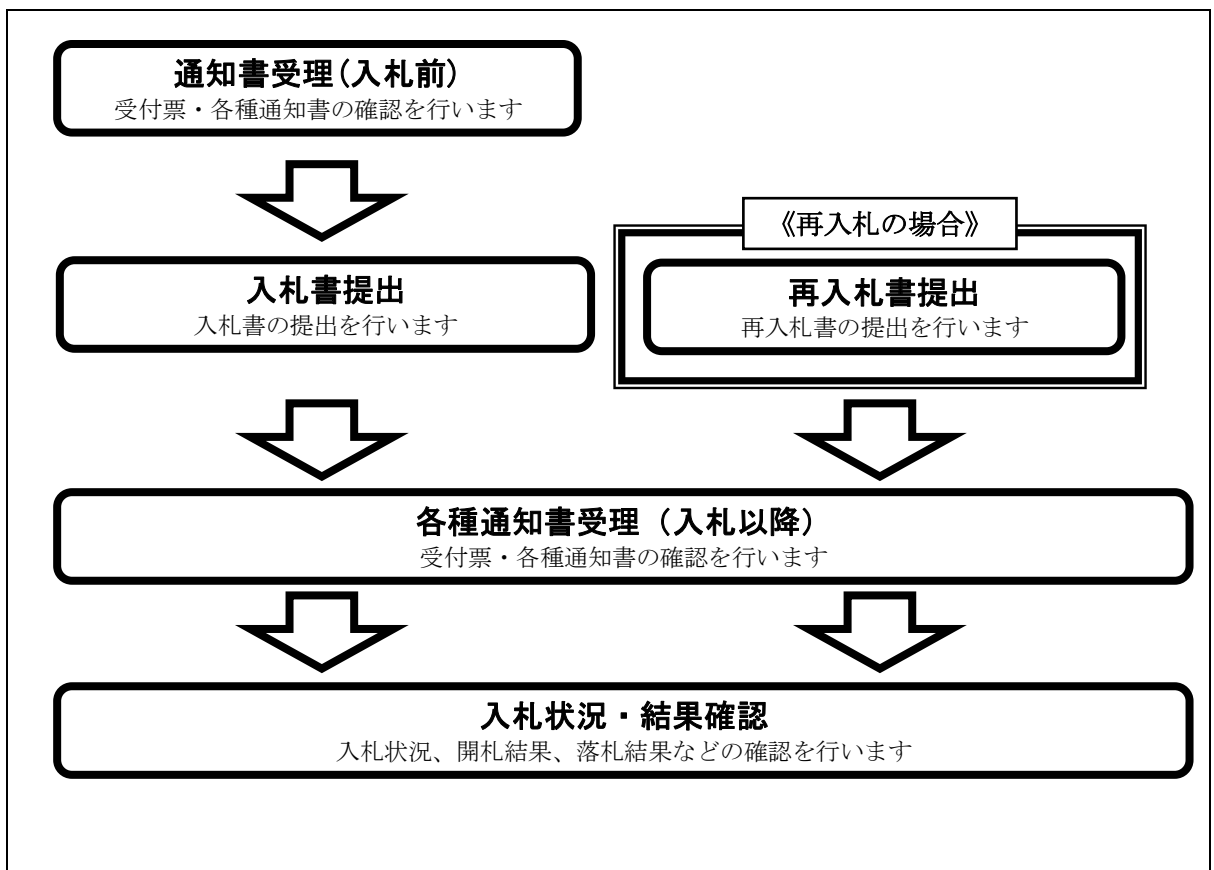 通知書受理(入札前)
受付票・各種通知書の確認を行います
《再入札の場合》
入札書提出
入札書の提出を行います
再入札書提出
再入札書の提出を行います
各種通知書受理（入札以降）
受付票・各種通知書の確認を行います
入札状況・結果確認
入札状況、開札結果、落札結果などの確認を行います